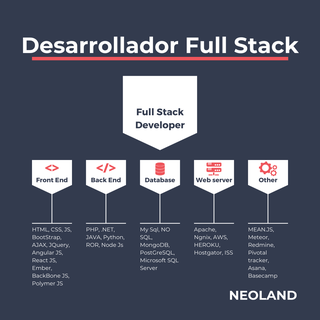 Desarrollador Full Stack
Full Stack
Developer
Front End
Back End
Database
Web server
Other
HTML, CSS, JS,
BootStrap,
AJAX, JQuery,
Angular JS,
React JS,
Ember,
BackBone JS,
Polymer JS
PHP, .NET,
JAVA, Python,
ROR, Node Js
My Sql, NO
SQL,
MongoDB,
PostGreSQL,
Microsoft SQL
Server
Apache,
Ngnix, AWS,
HEROKU,
Hostgator, ISS
MEAN.JS,
Meteor,
Redmine,
Pivotal
tracker,
Asana,
Basecamp
NEOLAND